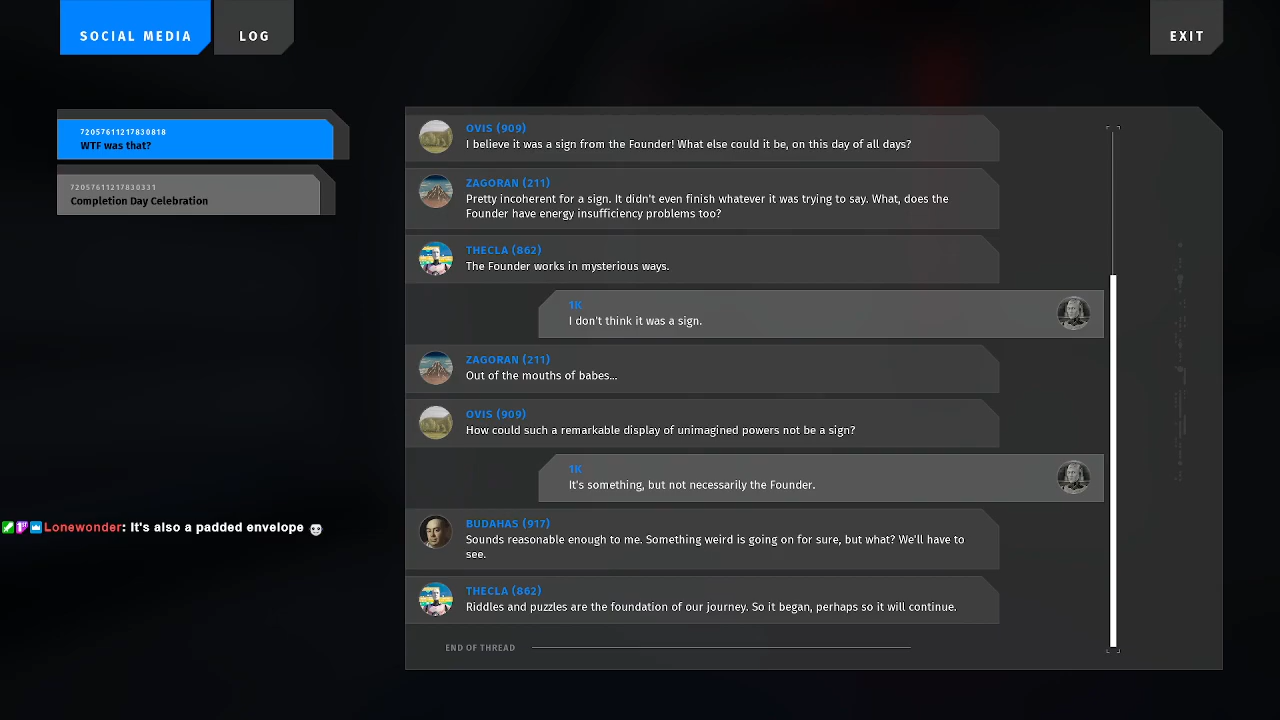 SOCIAL MEDIA
LOG
EXIT
72057611217830818
WTF was that?
72057611217830331
Completion Day Celebration
OVIS (909)
I believe it was a sign from the Founder! What else could it be, on this day of all days?
ZAGORAN (211)
Pretty incoherent for a sign. It didn't even finish whatever it was trying to say. What, does the
Founder have energy insufficiency problems too?
THECLA (862)
The Founder works in mysterious ways.
1K
I don't think it was a sign.
ZAGORAN (211)
Out of the mouths of babes...
OVIS (909)
How could such a remarkable display of unimagined powers not be a sign?
1K
It's something, but not necessarily the Founder.
BUDAHAS (917)
Sounds reasonable enough to me. Something weird is going on for sure, but what? We'll have to
see.
THECLA (862)
Riddles and puzzles are the foundation of our journey. So it began, perhaps so it will continue.
END OF THREAD
Lonewonder: It's also a padded envelope